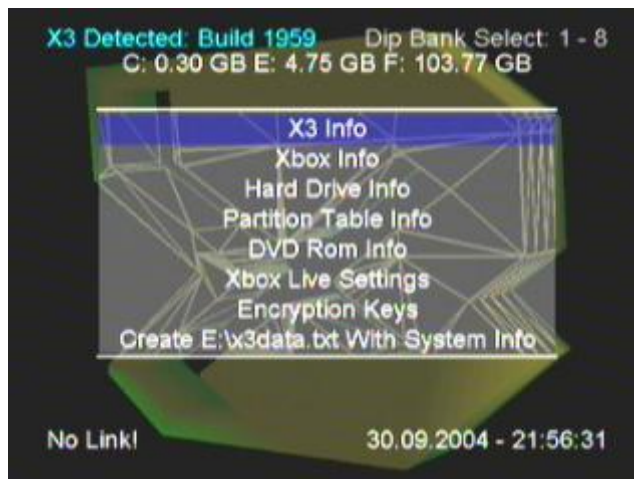 X3 Detected: Build 1959 Dip Bank Select: 1 - 8
C: 0.30 GB E: 4.75 GB F: 103.77 GB
X3 Info
Xbox Info
Hard Drive Info
Partition Table Info
DVD Rom Info
Xbox Live Settings
Encryption Keys
Create E:\x3data.txt With System Info
No Link! 30.09.2004 - 21:56:31